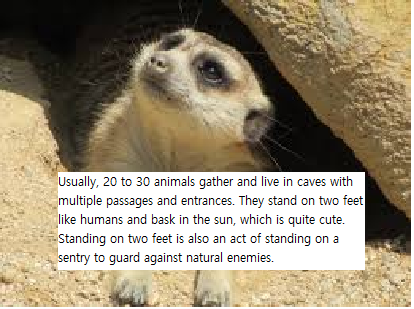 Usually, 20 to 30 animals gather and live in caves with
multiple passages and entrances. They stand on two feet
like humans and bask in the sun, which is quite cute.
Standing on two feet is also an act of standing on a
sentry to guard against natural enemies.